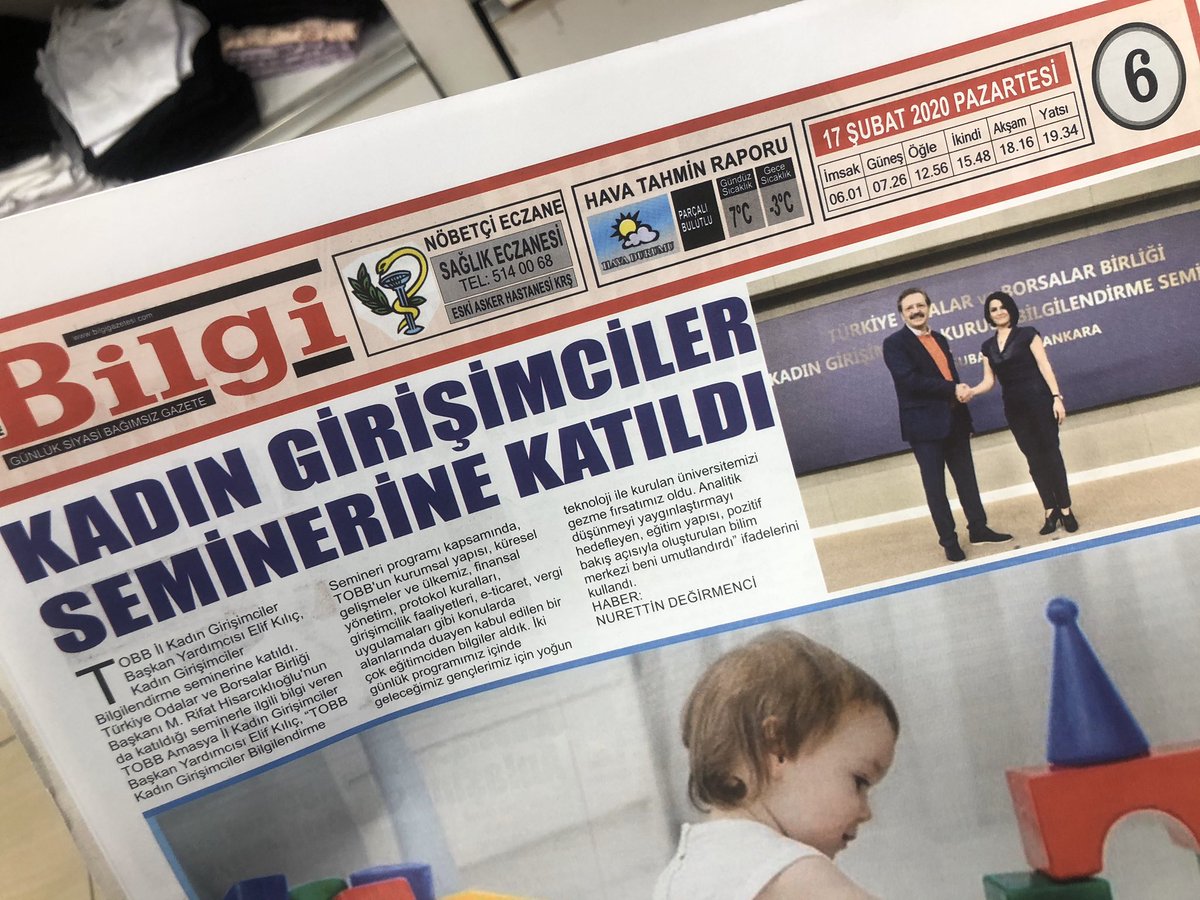 www.bilgigazetesi.com
Bilgi
GÜNLÜK SİYASİ BAĞIMSIZ GAZETE
NÖBETÇİ ECZANE
SAĞLIK ECZANESİ
TEL: 514 00 68
ESKİ ASKER HASTANESİ KRŞ
HAVA TAHMİN RAPORU
HAVA DURUMU
PARÇALI
BULUTLU
Gündüz
Sıcaklık
7°C
Gece
Sıcaklık
-3°C
17 ŞUBAT 2020 PAZARTESİ
İmsak Güneş Öğle İkindi Akşam Yatsı
06.01 07.26 12.56 15.48 18.16 19.34
6
KADIN GİRİŞİMCİLER
SEMİNERİNE KATILDI
TOBB İl Kadın Girişimciler
Başkan Yardımcısı Elif Kılıç,
Kadın Girişimciler
Bilgilendirme seminerine katıldı.
Türkiye Odalar ve Borsalar Birliği
Başkanı M. Rifat Hisarcıklıoğlu'nun
da katıldığı seminerle ilgili bilgi veren
TOBB Amasya İl Kadın Girişimciler
Başkan Yardımcısı Elif Kılıç, "TOBB
Kadın Girişimciler Bilgilendirme
Semineri programı kapsamında,
TOBB'un kurumsal yapısı, küresel
gelişmeler ve ülkemiz, finansal
yönetim, protokol kuralları,
girişimcilik faaliyetleri, e-ticaret, vergi
uygulamaları gibi konularda
alanlarında duayen kabul edilen bir
çok eğitimciden bilgiler aldık. İki
günlük programımız içinde
geleceğimiz gençlerimiz için yoğun
teknoloji ile kurulan üniversitemizi
gezme fırsatımız oldu. Analitik
düşünmeyi yaygınlaştırmayı
hedefleyen, eğitim yapısı, pozitif
bakış açısıyla oluşturulan bilim
merkezi beni umutlandırdı" ifadelerini
kullandı.
HABER:
NURETTİN DEĞİRMENCİ
TÜRKİYE ALAR ve BORSALAR BİRLİĞİ
KADIN GİRİŞİM KURUL BİLGİLENDİRME SEMİ
ANKARA